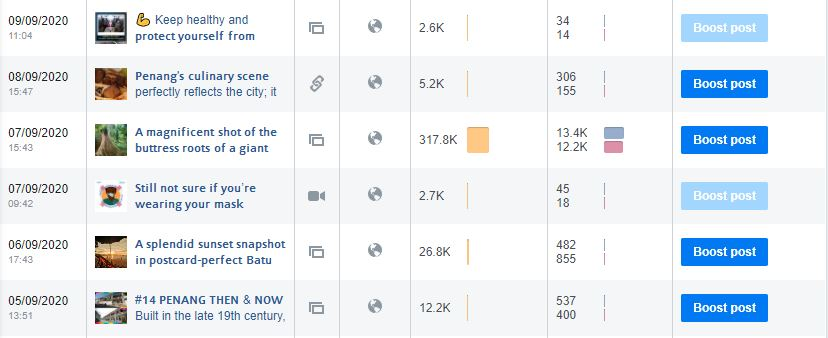 09/09/2020
11:04
💪 Keep healthy and
protect yourself from
2.6K
34
14
Boost post
08/09/2020
15:47
Penang's culinary scene
perfectly reflects the city; it
5.2K
306
155
Boost post
07/09/2020
15:43
A magnificent shot of the
buttress roots of a giant
317.8K
13.4K
12.2K
Boost post
07/09/2020
09:42
Still not sure if you're
wearing your mask
2.7K
45
18
Boost post
06/09/2020
17:43
A splendid sunset snapshot
in postcard-perfect Batu
26.8K
482
855
Boost post
05/09/2020
13:51
#14 PENANG THEN & NOW
Built in the late 19th century,
12.2K
537
400
Boost post